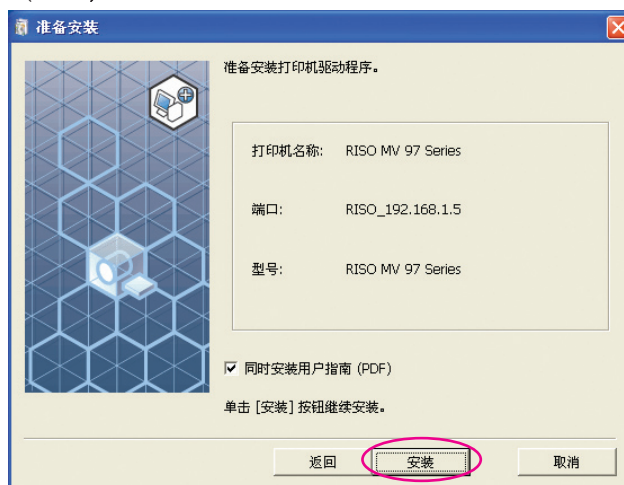 准备安装
准备安装打印机驱动程序。
打印机名称: RISO MV 97 Series
端口: RISO_192.168.1.5
型号: RISO MV 97 Series
同时安装用户指南 (PDF)
单击 [安装] 按钮继续安装。
返回 安装 取消